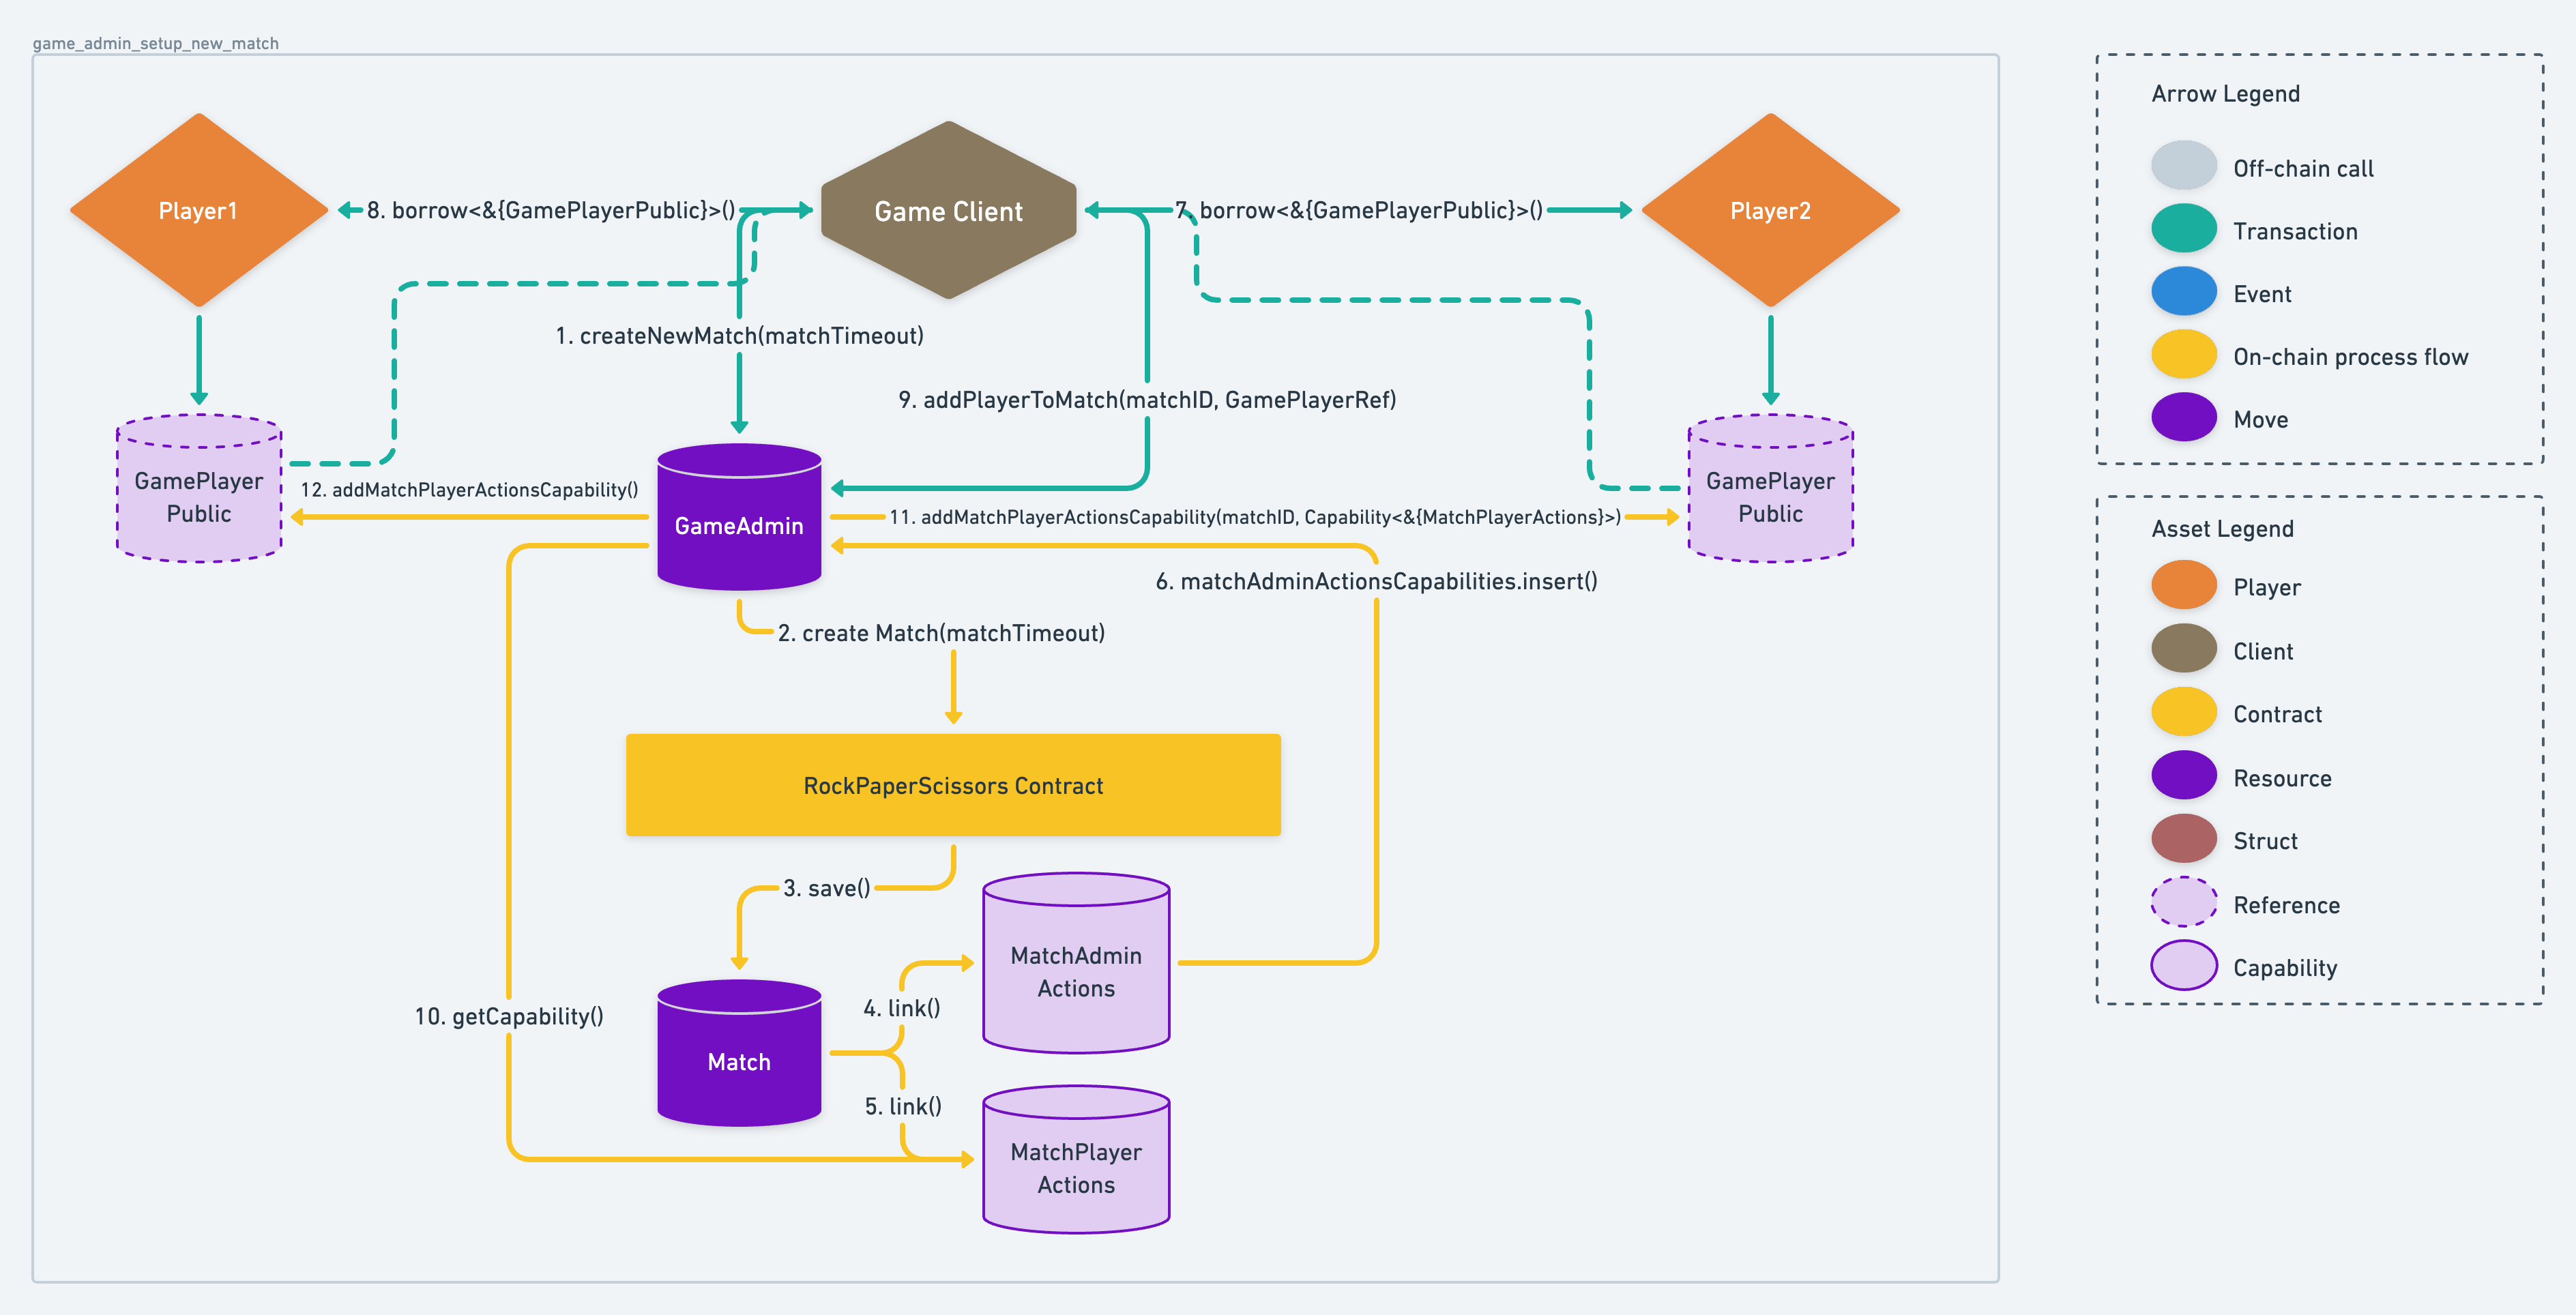 game_admin_setup_new_match
Player1
8. borrow<&{GamePlayerPublic}>()
Game Client
7. borrow<&{GamePlayerPublic}>()
Player2
1. createNewMatch(matchTimeout)
9. addPlayerToMatch(matchID, GamePlayerRef)
GamePlayer
Public
12. addMatchPlayerActionsCapability()
GameAdmin
11. addMatchPlayerActionsCapability(matchID, Capability<&{MatchPlayerActions}>)
GamePlayer
Public
6. matchAdminActionsCapabilities.insert()
2. create Match(matchTimeout)
RockPaperScissors Contract
3. save()
MatchAdmin
Actions
4. link()
10. getCapability()
Match
5. link()
MatchPlayer
Actions
Arrow Legend
Off-chain call
Transaction
Event
On-chain process flow
Move
Asset Legend
Player
Client
Contract
Resource
Struct
Reference
Capability